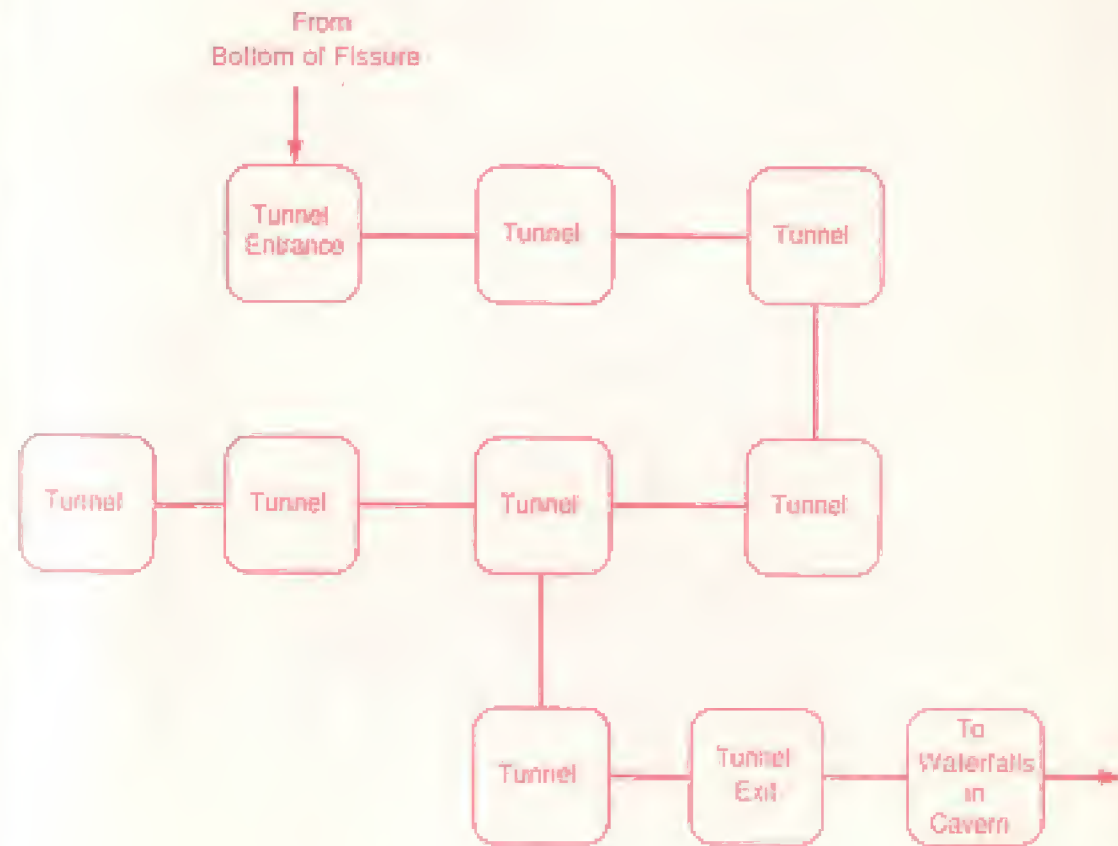 From
Bottom of Fissure
Tunnel
Entrance
Tunnel
Tunnel
Tunnel
Tunnel
Tunnel
Tunnel
Tunnel
Tunnel
Exit
To
Waterfalls
in
Cavern